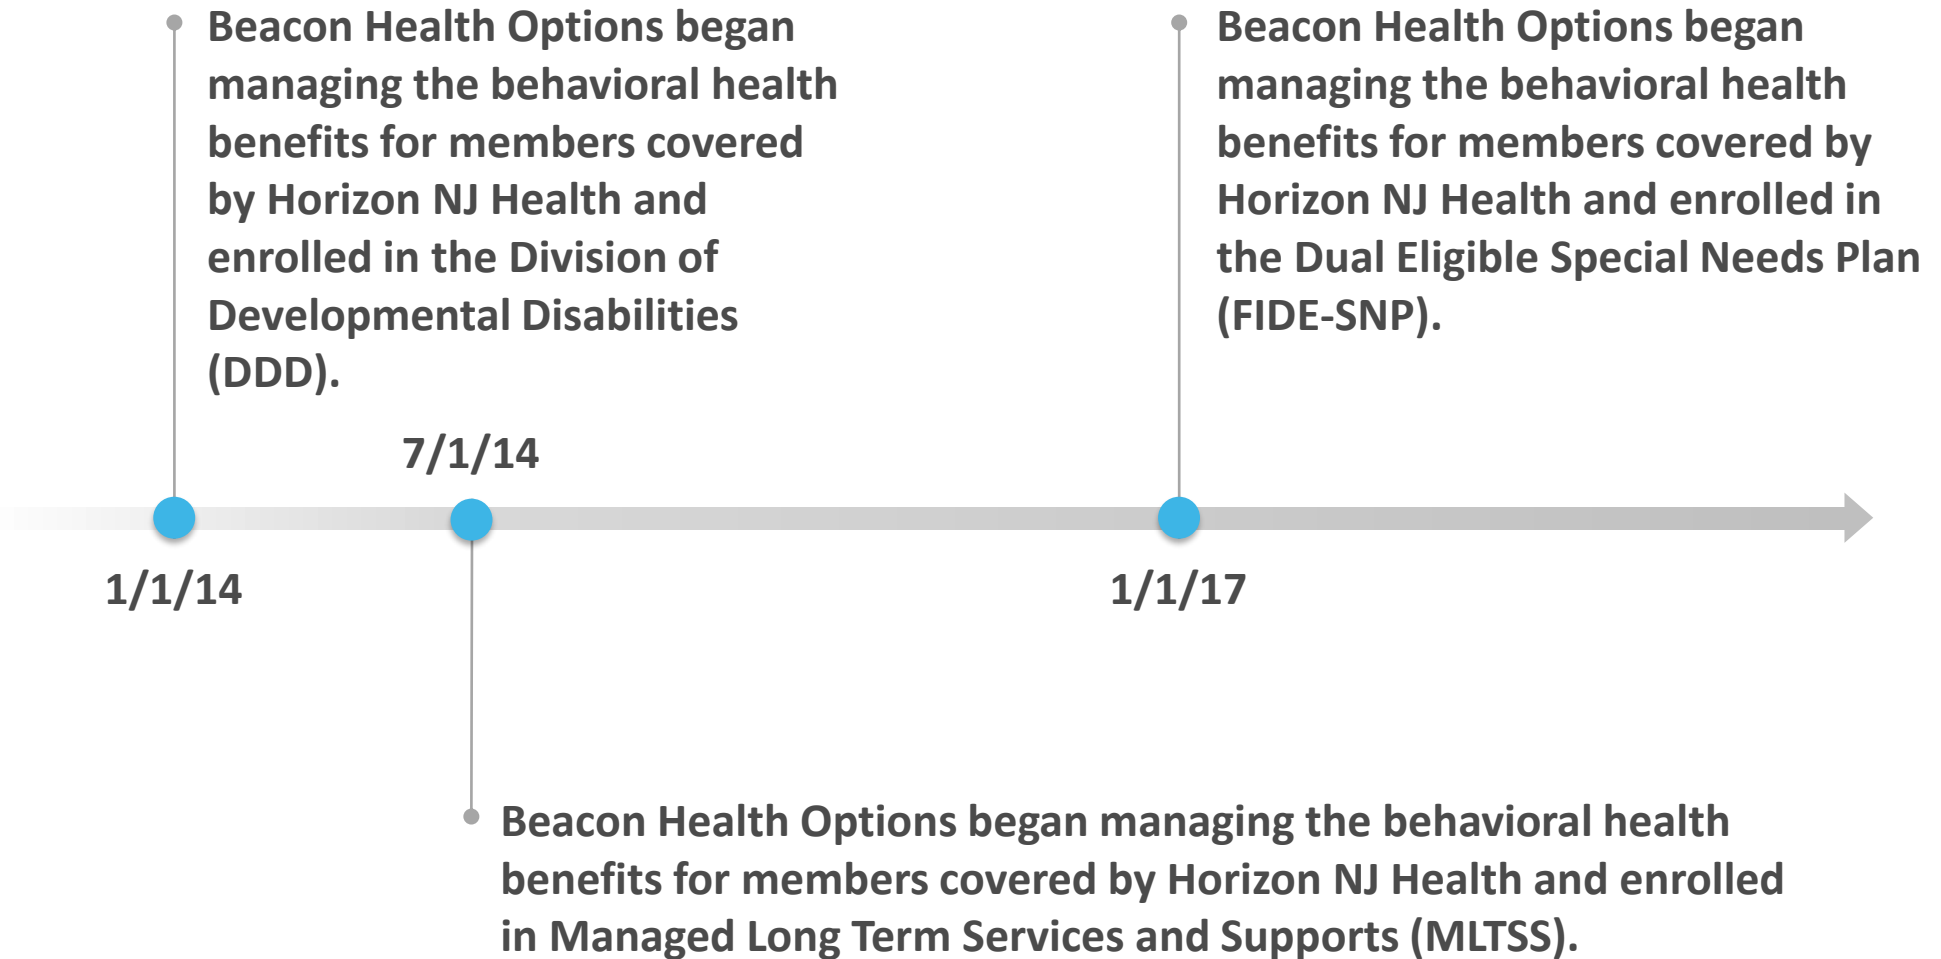 Beacon Health Options began
managing the behavioral health
benefits for members covered
by Horizon NJ Health and
enrolled in the Division of
Developmental Disabilities
(DDD).
Beacon Health Options began
managing the behavioral health
benefits for members covered by
Horizon NJ Health and enrolled in
the Dual Eligible Special Needs Plan
(FIDE-SNP).
7/1/14
1/1/14
1/1/17
Beacon Health Options began managing the behavioral health
benefits for members covered by Horizon NJ Health and enrolled
in Managed Long Term Services and Supports (MLTSS).